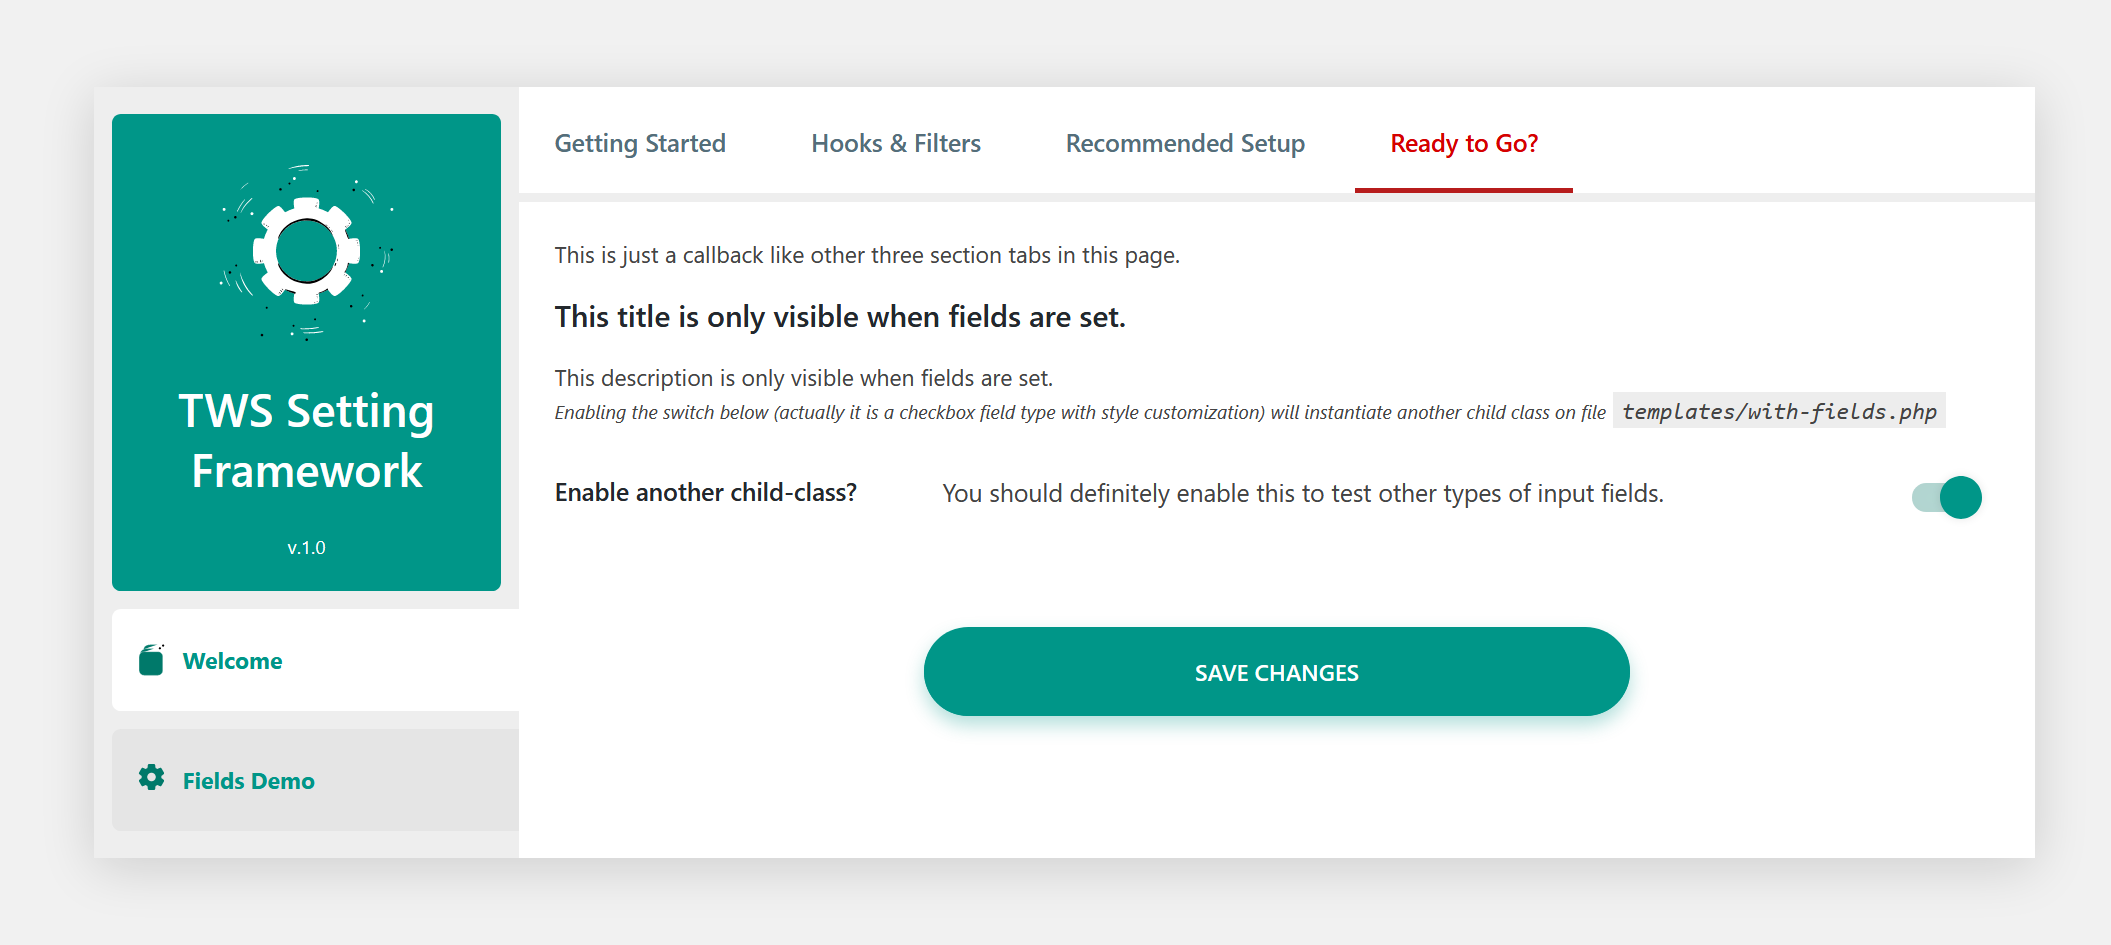 TWS Setting
Framework
v.1.0
Welcome
Fields Demo
Getting Started
Hooks & Filters
Recommended Setup
Ready to Go?
This is just a callback like other three section tabs in this page.
This title is only visible when fields are set.
This description is only visible when fields are set.
Enabling the switch below (actually it is a checkbox field type with style customization) will instantiate another child class on file templates/with-fields.php
Enable another child-class?
You should definitely enable this to test other types of input fields.
SAVE CHANGES